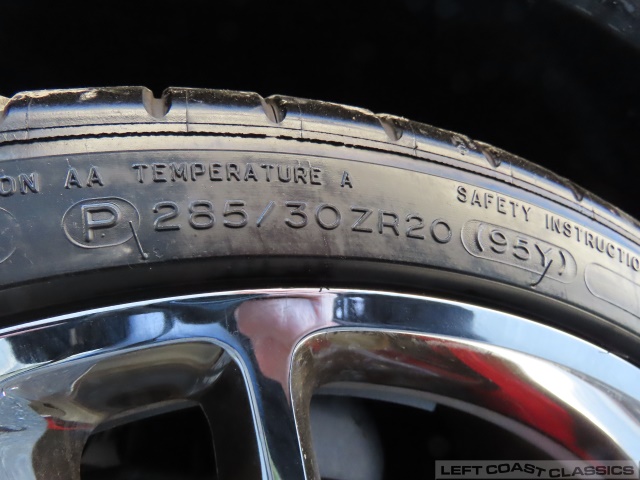 ON AA TEMPERATURE A
SAFETY INSTRUCTIO
P 285/30ZR20 (95Y)
LEFT COAST CLASSICS